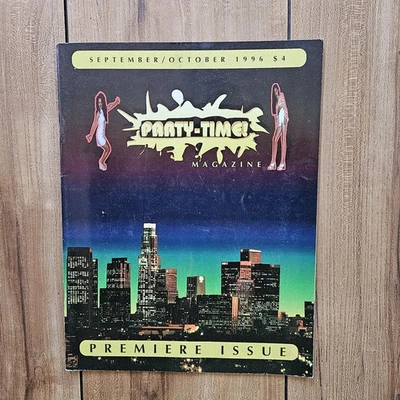 SEPTEMBER/OCTOBER 1996 $4
PARTY-TIME!
MAGAZINE
PREMIERE ISSUE